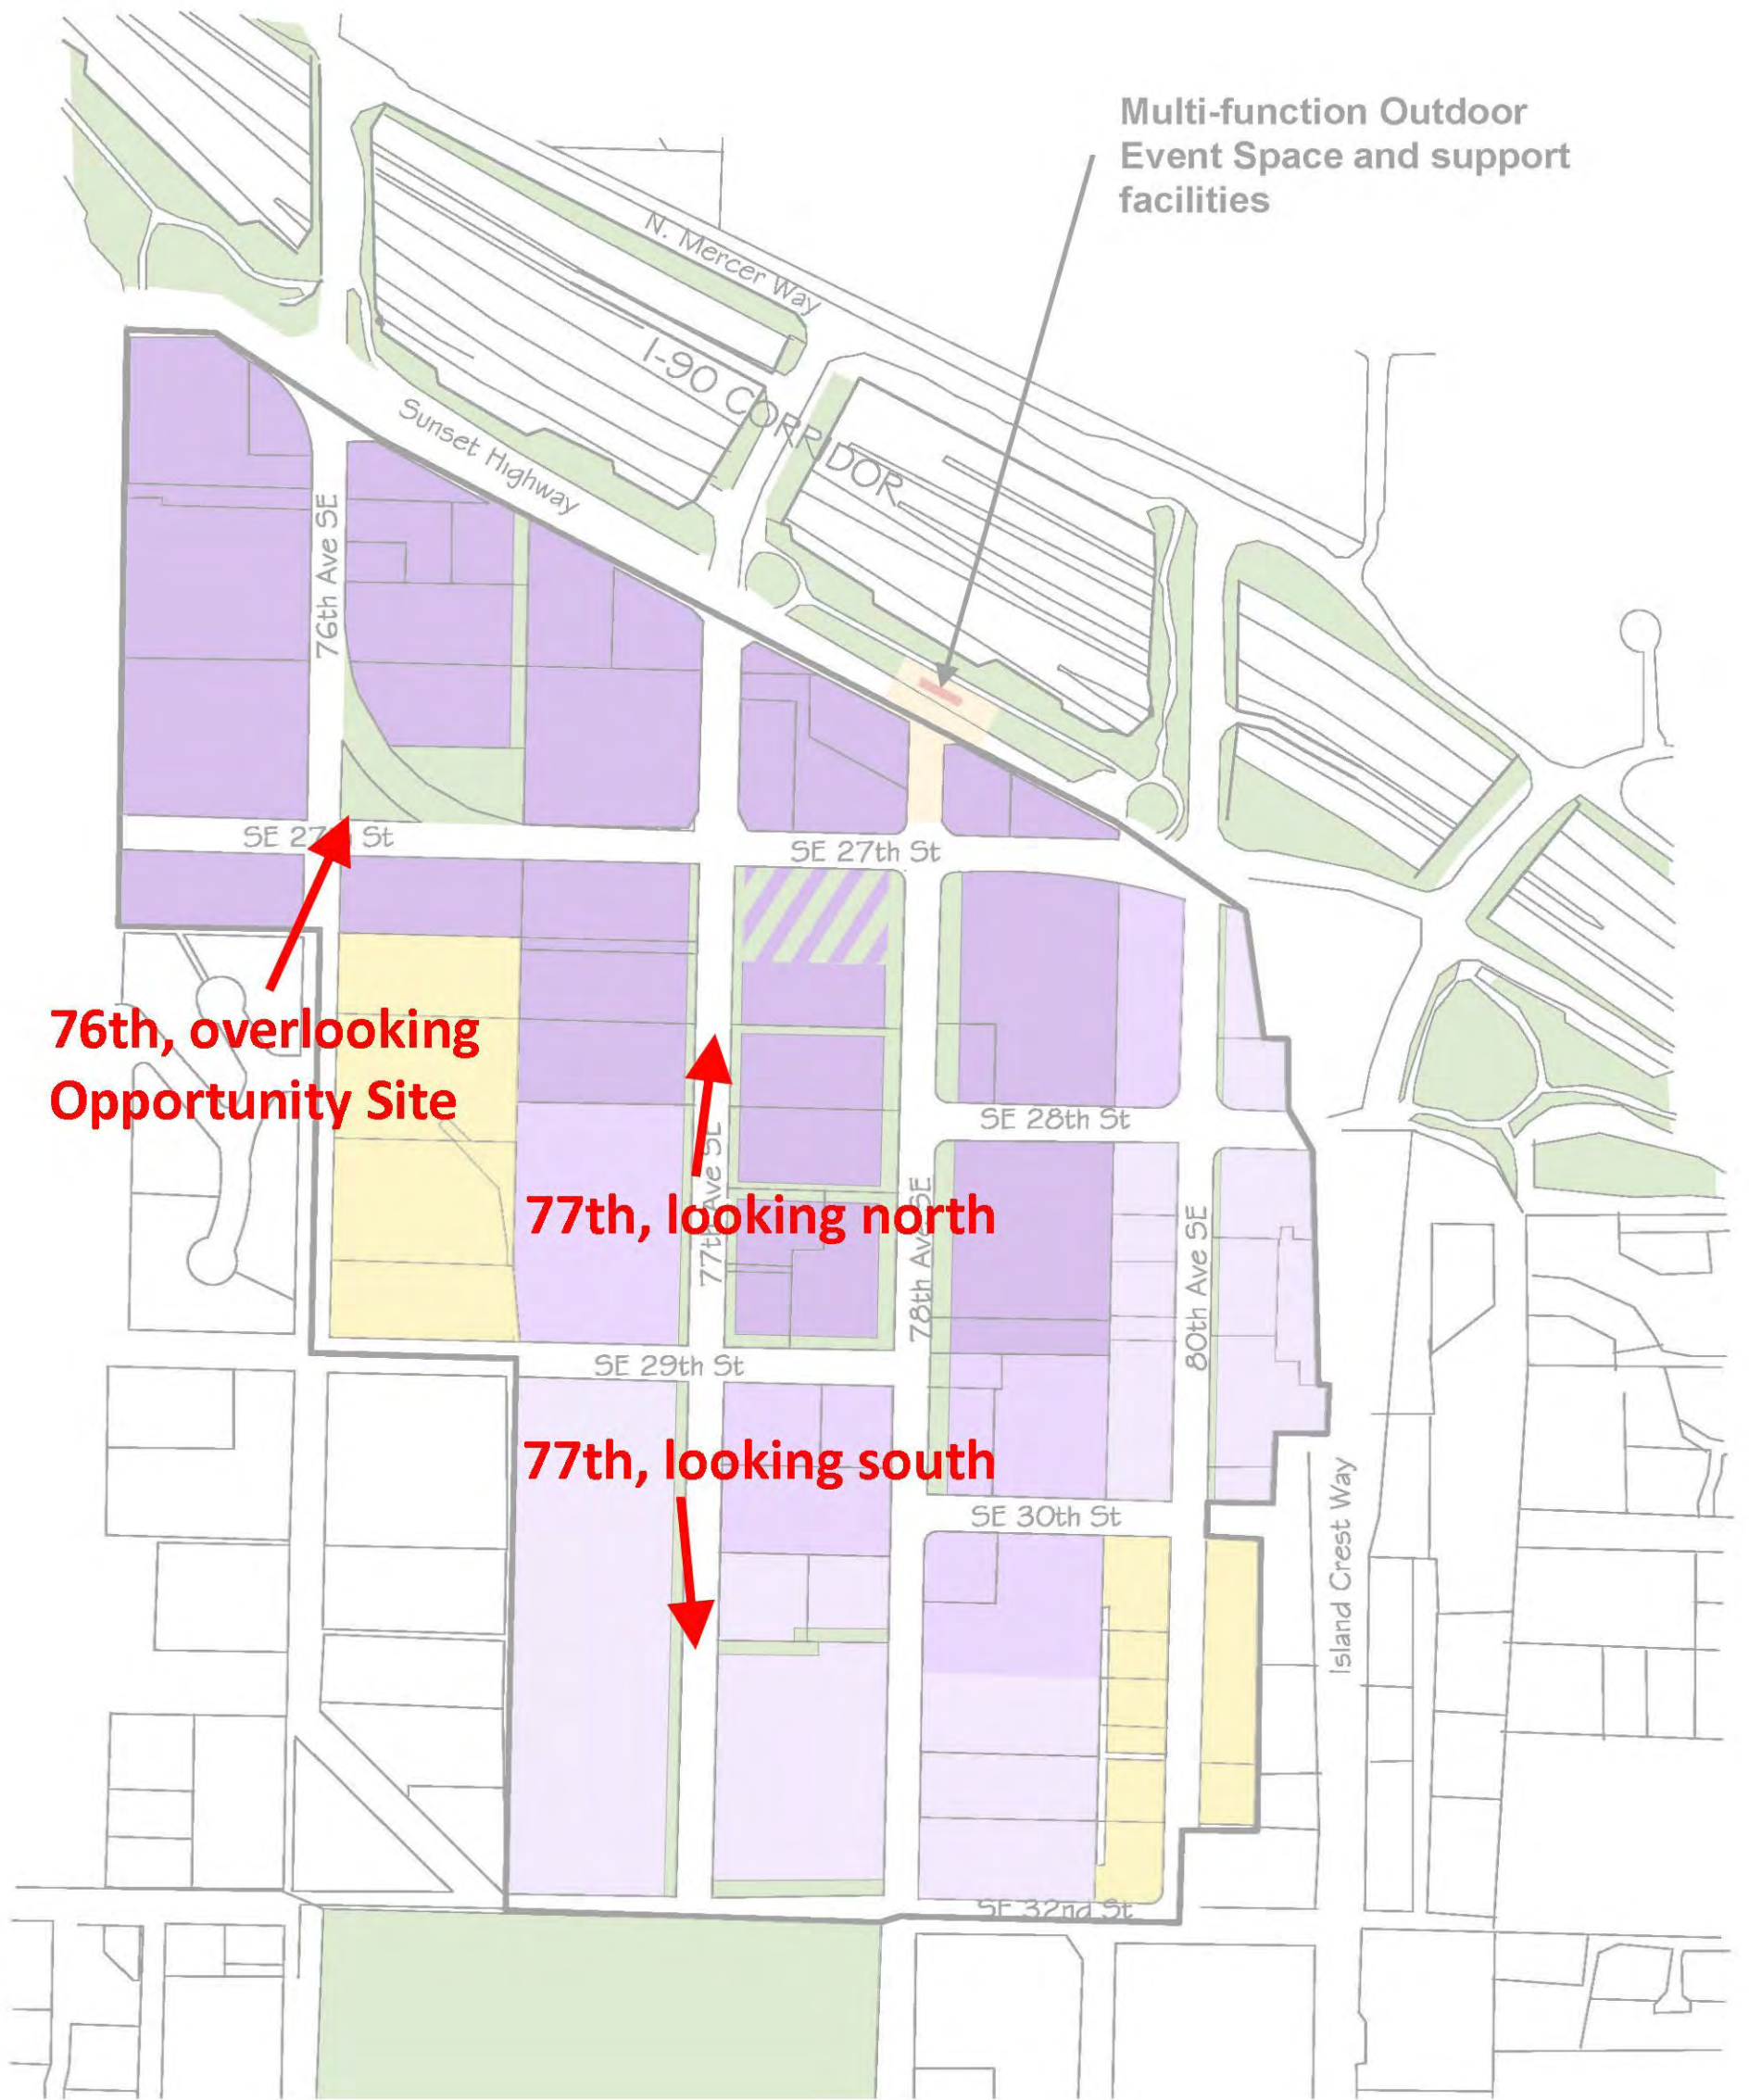 Multi-function Outdoor
Event Space and support
facilities
N. Mercer Way
I-90 CORRIDOR
Sunset Highway
76th Ave SE
SE 27th St
SE 27th St
76th, overlooking
Opportunity Site
SE 28th St
77th Ave SE
77th, looking north
78th Ave SE
80th Ave SE
SE 29th St
77th, looking south
SE 30th St
Island Crest Way
SE 32nd St